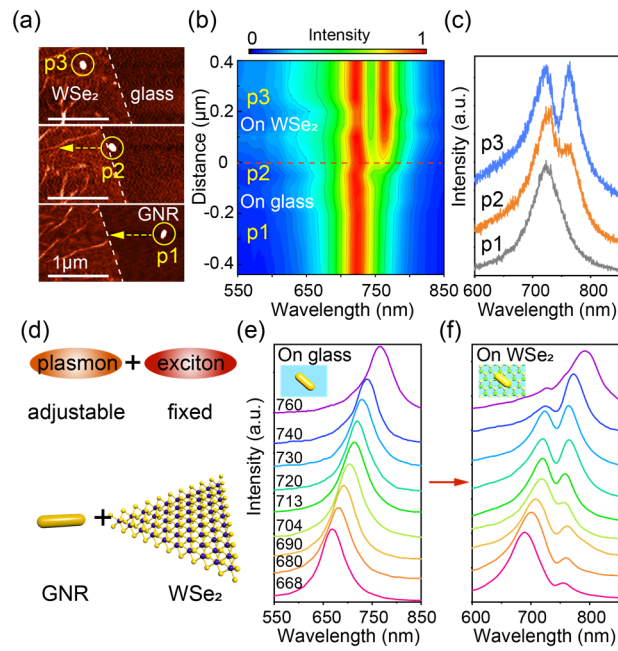 (a)
p3
WSe₂
glass
p2
GNR
p1
1μm
(b)
Intensity
0
1
0.4
0.2
0
-0.2
-0.4
Distance (μm)
p3
On WSe₂
p2
On glass
p1
550
650
750
850
Wavelength (nm)
(c)
Intensity (a.u.)
p3
p2
p1
600
700
800
Wavelength (nm)
(d)
plasmon + exciton
adjustable
fixed
+
GNR
WSe₂
(e)
On glass
Intensity (a.u.)
760
740
730
720
713
704
690
680
668
550
650
750
850
Wavelength (nm)
(f)
On WSe₂
600
700
800
Wavelength (nm)